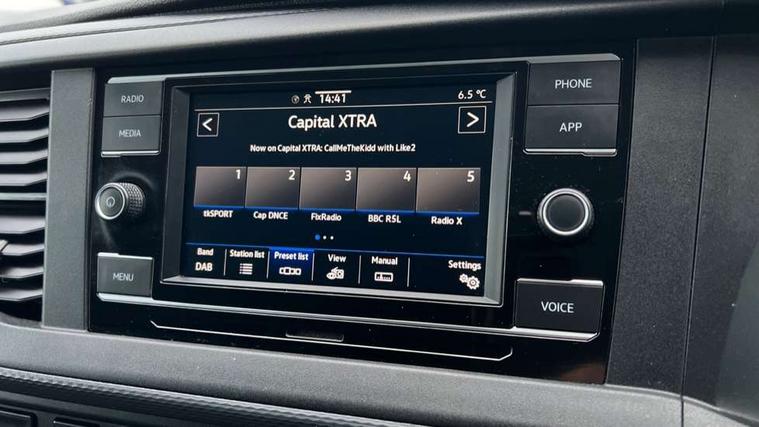 RADIO
MEDIA
MENU
14:41
6.5 °C
<
Capital XTRA
>
Now on Capital XTRA: CallMeTheKidd with Like2
1 2 3 4 5
tkSPORT Cap DNCE FixRadio BBC R5L Radio X
Band Station list Preset list View Manual Settings
DAB
PHONE
APP
VOICE